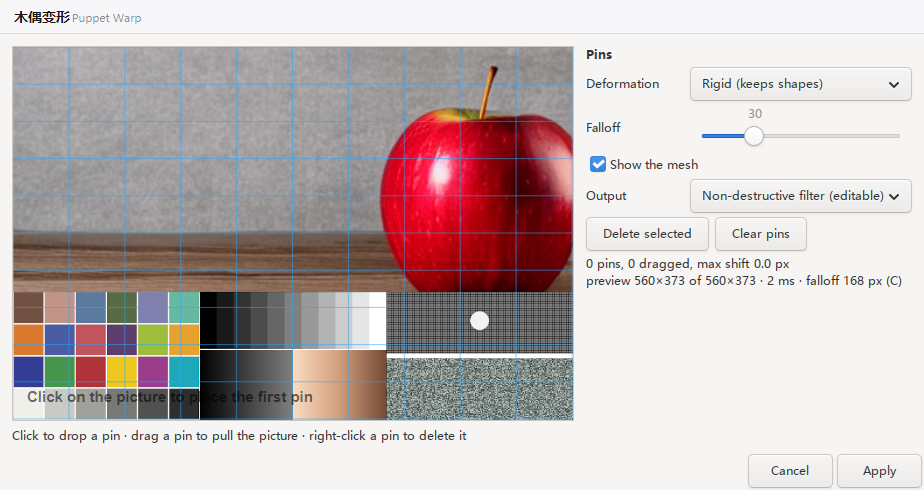 木偶变形 Puppet Warp
Pins
Deformation Rigid (keeps shapes)
30
Falloff
Show the mesh
Output Non-destructive filter (editable)
Delete selected Clear pins
0 pins, 0 dragged, max shift 0.0 px
preview 560×373 of 560×373 · 2 ms · falloff 168 px (C)
Click on the picture to place the first pin
Click to drop a pin · drag a pin to pull the picture · right-click a pin to delete it
Cancel Apply